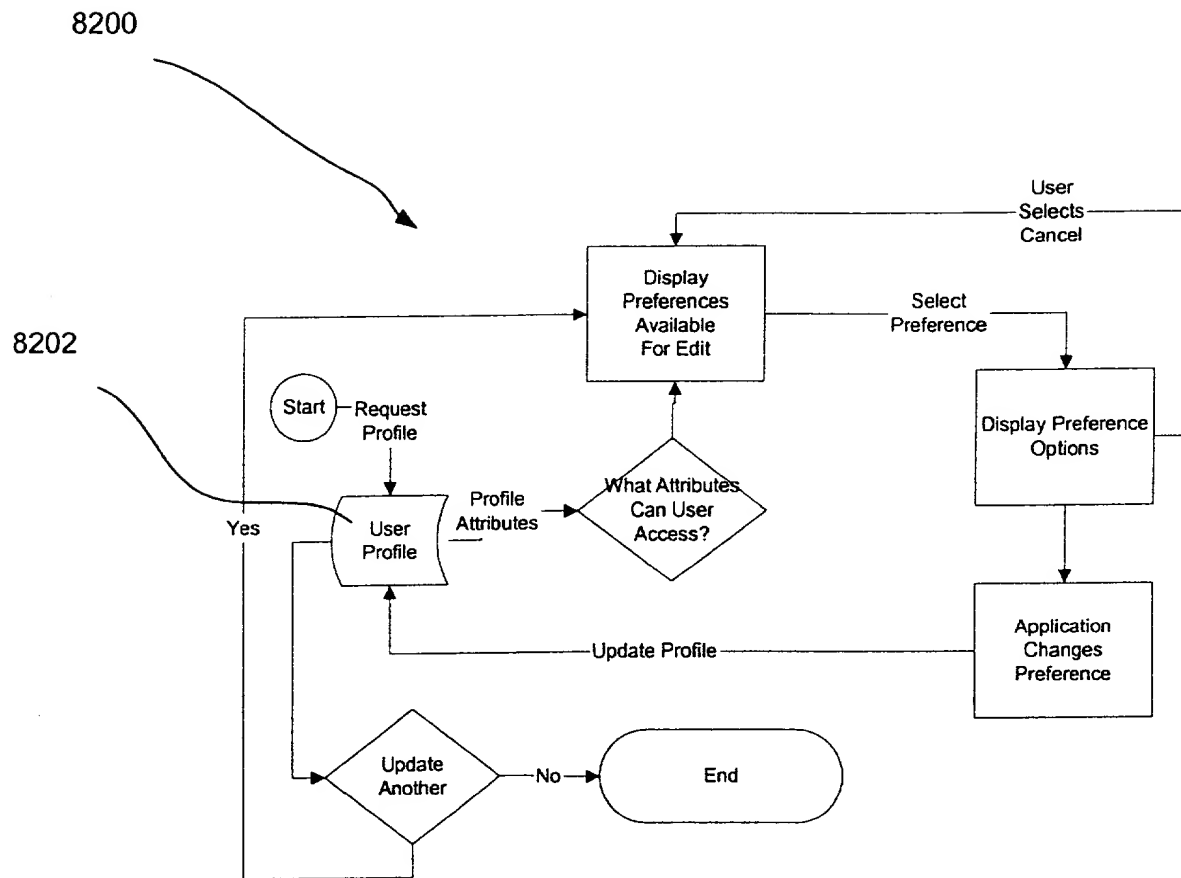 8200
User
Selects
Cancel
Display
Preferences
Available
For Edit
Select
Preference
8202
Start
Request
Profile
Display Preference
Options
What Attributes
Can User
Access?
Profile
Attributes
User
Profile
Yes
Application
Changes
Preference
Update Profile
Update
Another
No
End